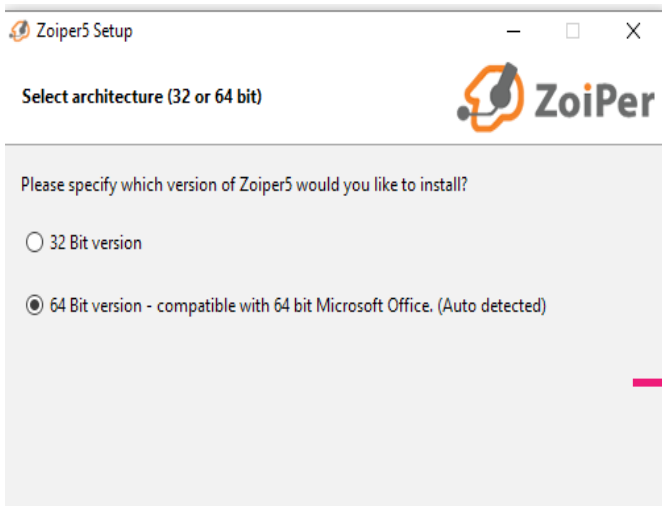 Zoiper5 Setup
Select architecture (32 or 64 bit)
ZoiPer
Please specify which version of Zoiper5 would you like to install?
32 Bit version
64 Bit version - compatible with 64 bit Microsoft Office. (Auto detected)